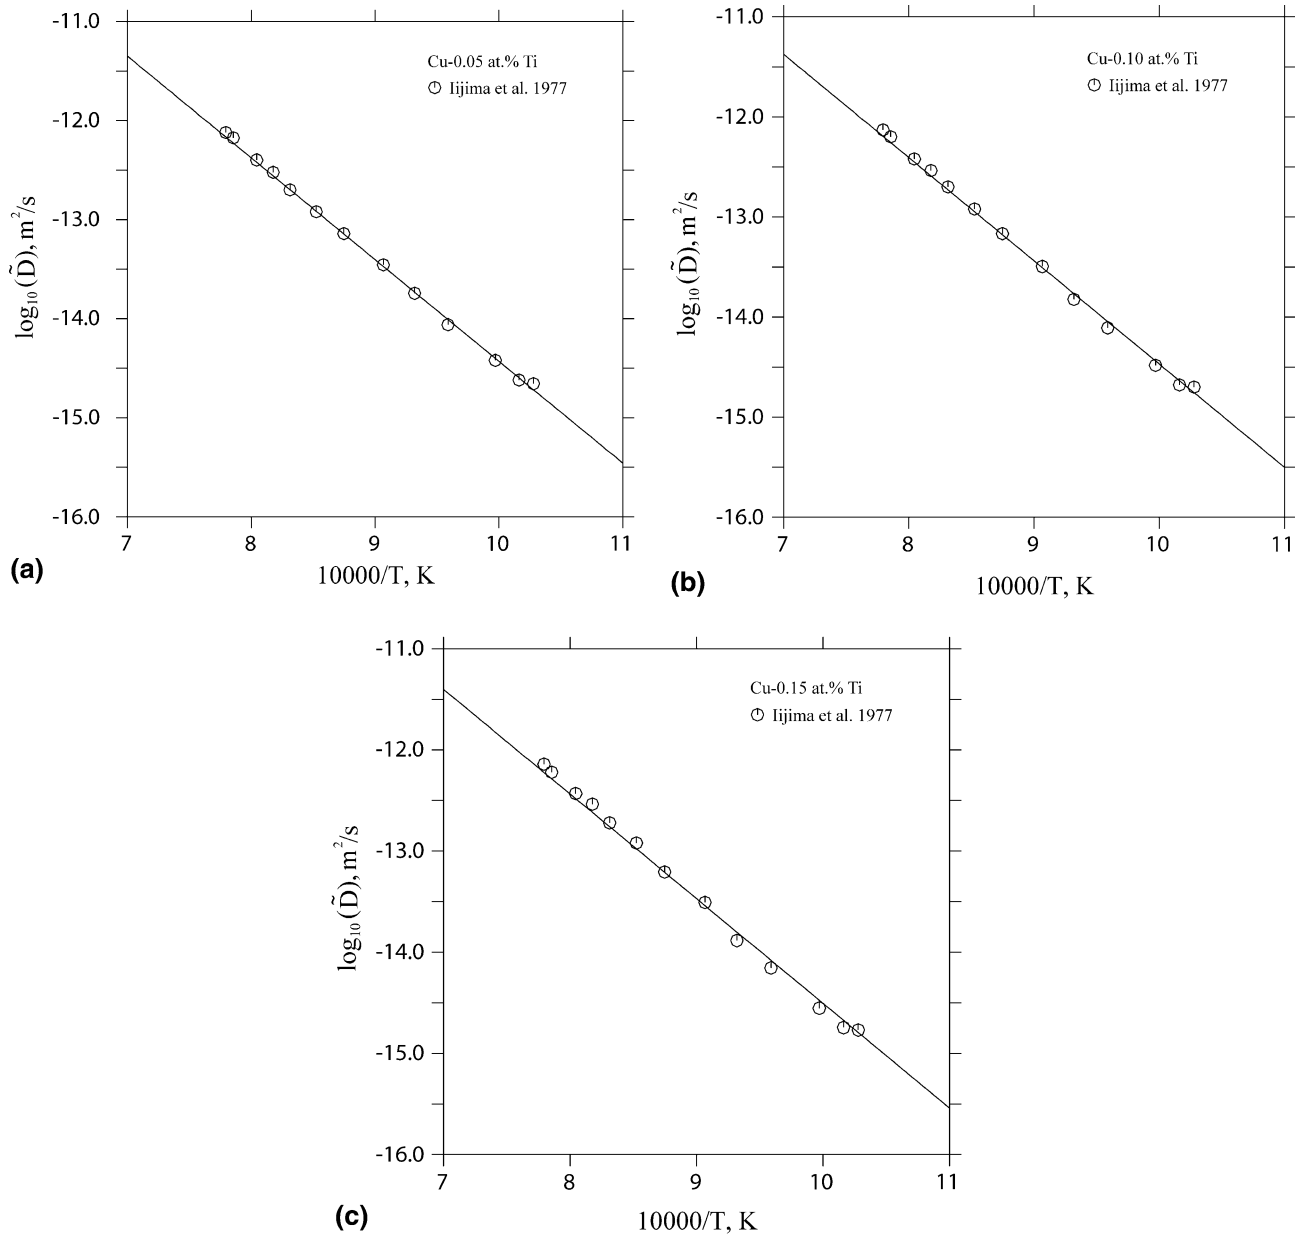 -11.0
Cu-0.05 at.% Ti
Iijima et al. 1977
-12.0
-13.0
log₁₀(D̃), m²/s
-14.0
-15.0
-16.0
7 8 9 10 11
(a)
10000/T, K
-11.0
Cu-0.10 at.% Ti
Iijima et al. 1977
-12.0
-13.0
log₁₀(D̃), m²/s
-14.0
-15.0
-16.0
7 8 9 10 11
(b)
10000/T, K
-11.0
Cu-0.15 at.% Ti
Iijima et al. 1977
-12.0
-13.0
log₁₀(D̃), m²/s
-14.0
-15.0
-16.0
7 8 9 10 11
(c)
10000/T, K